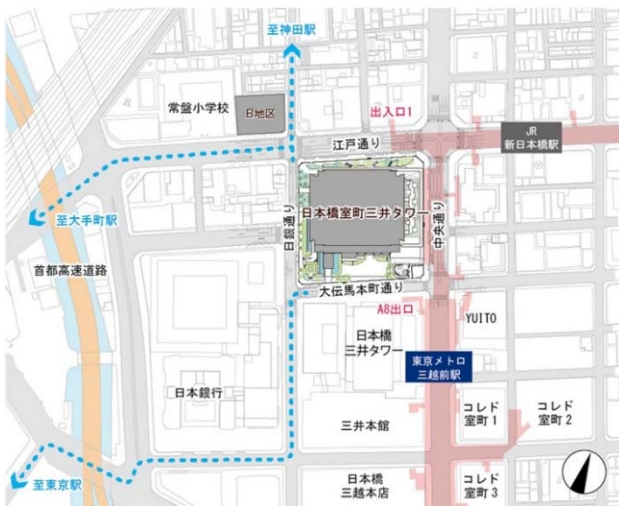 至神田駅
常盤小学校
B地区
出入口1
江戸通り
JR
新日本橋駅
至大手町駅
日銀通り
日本橋室町三井タワー
中央通り
首都高速道路
大伝馬本町通り
A8出口
YUITO
日本橋
三井タワー
東京メトロ
三越前駅
日本銀行
三井本館
コレド
室町1
コレド
室町2
至東京駅
日本橋
三越本店
コレド
室町3